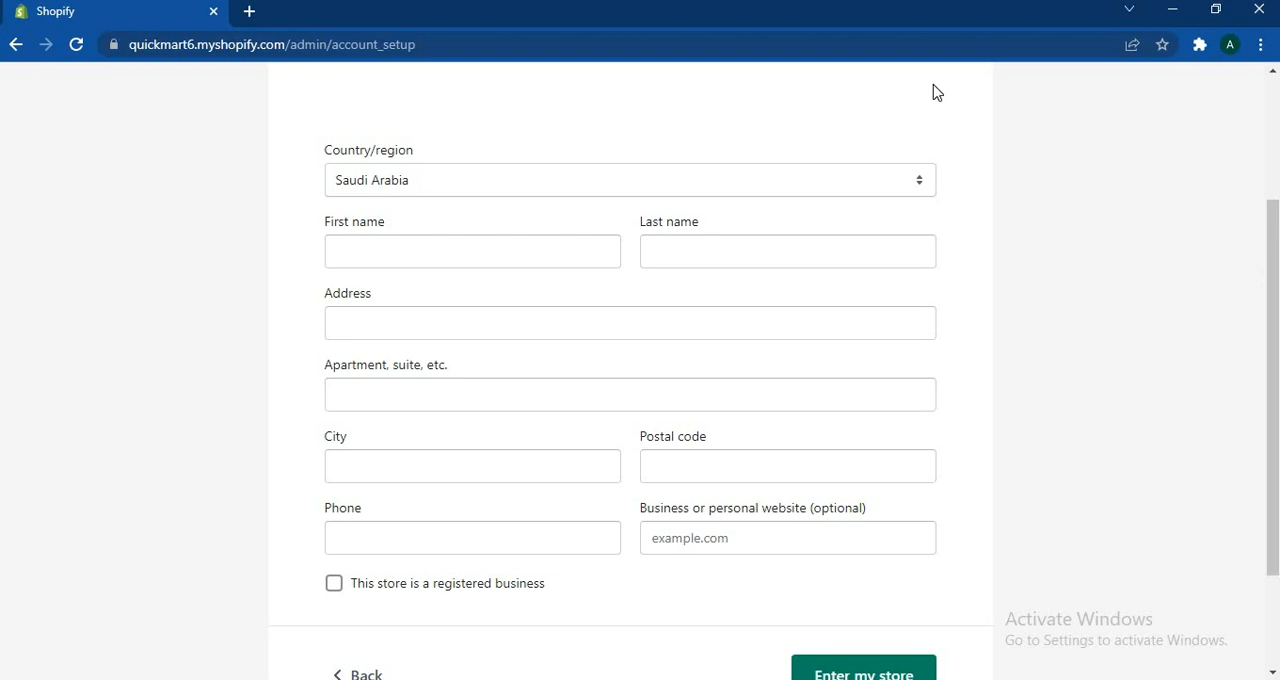 Shopify
quickmart6.myshopify.com/admin/account_setup
A
Country/region
Saudi Arabia
First name
Last name
Address
Apartment, suite, etc.
City
Postal code
Phone
Business or personal website (optional)
example.com
This store is a registered business
Activate Windows
Go to Settings to activate Windows.
Back
Enter my store